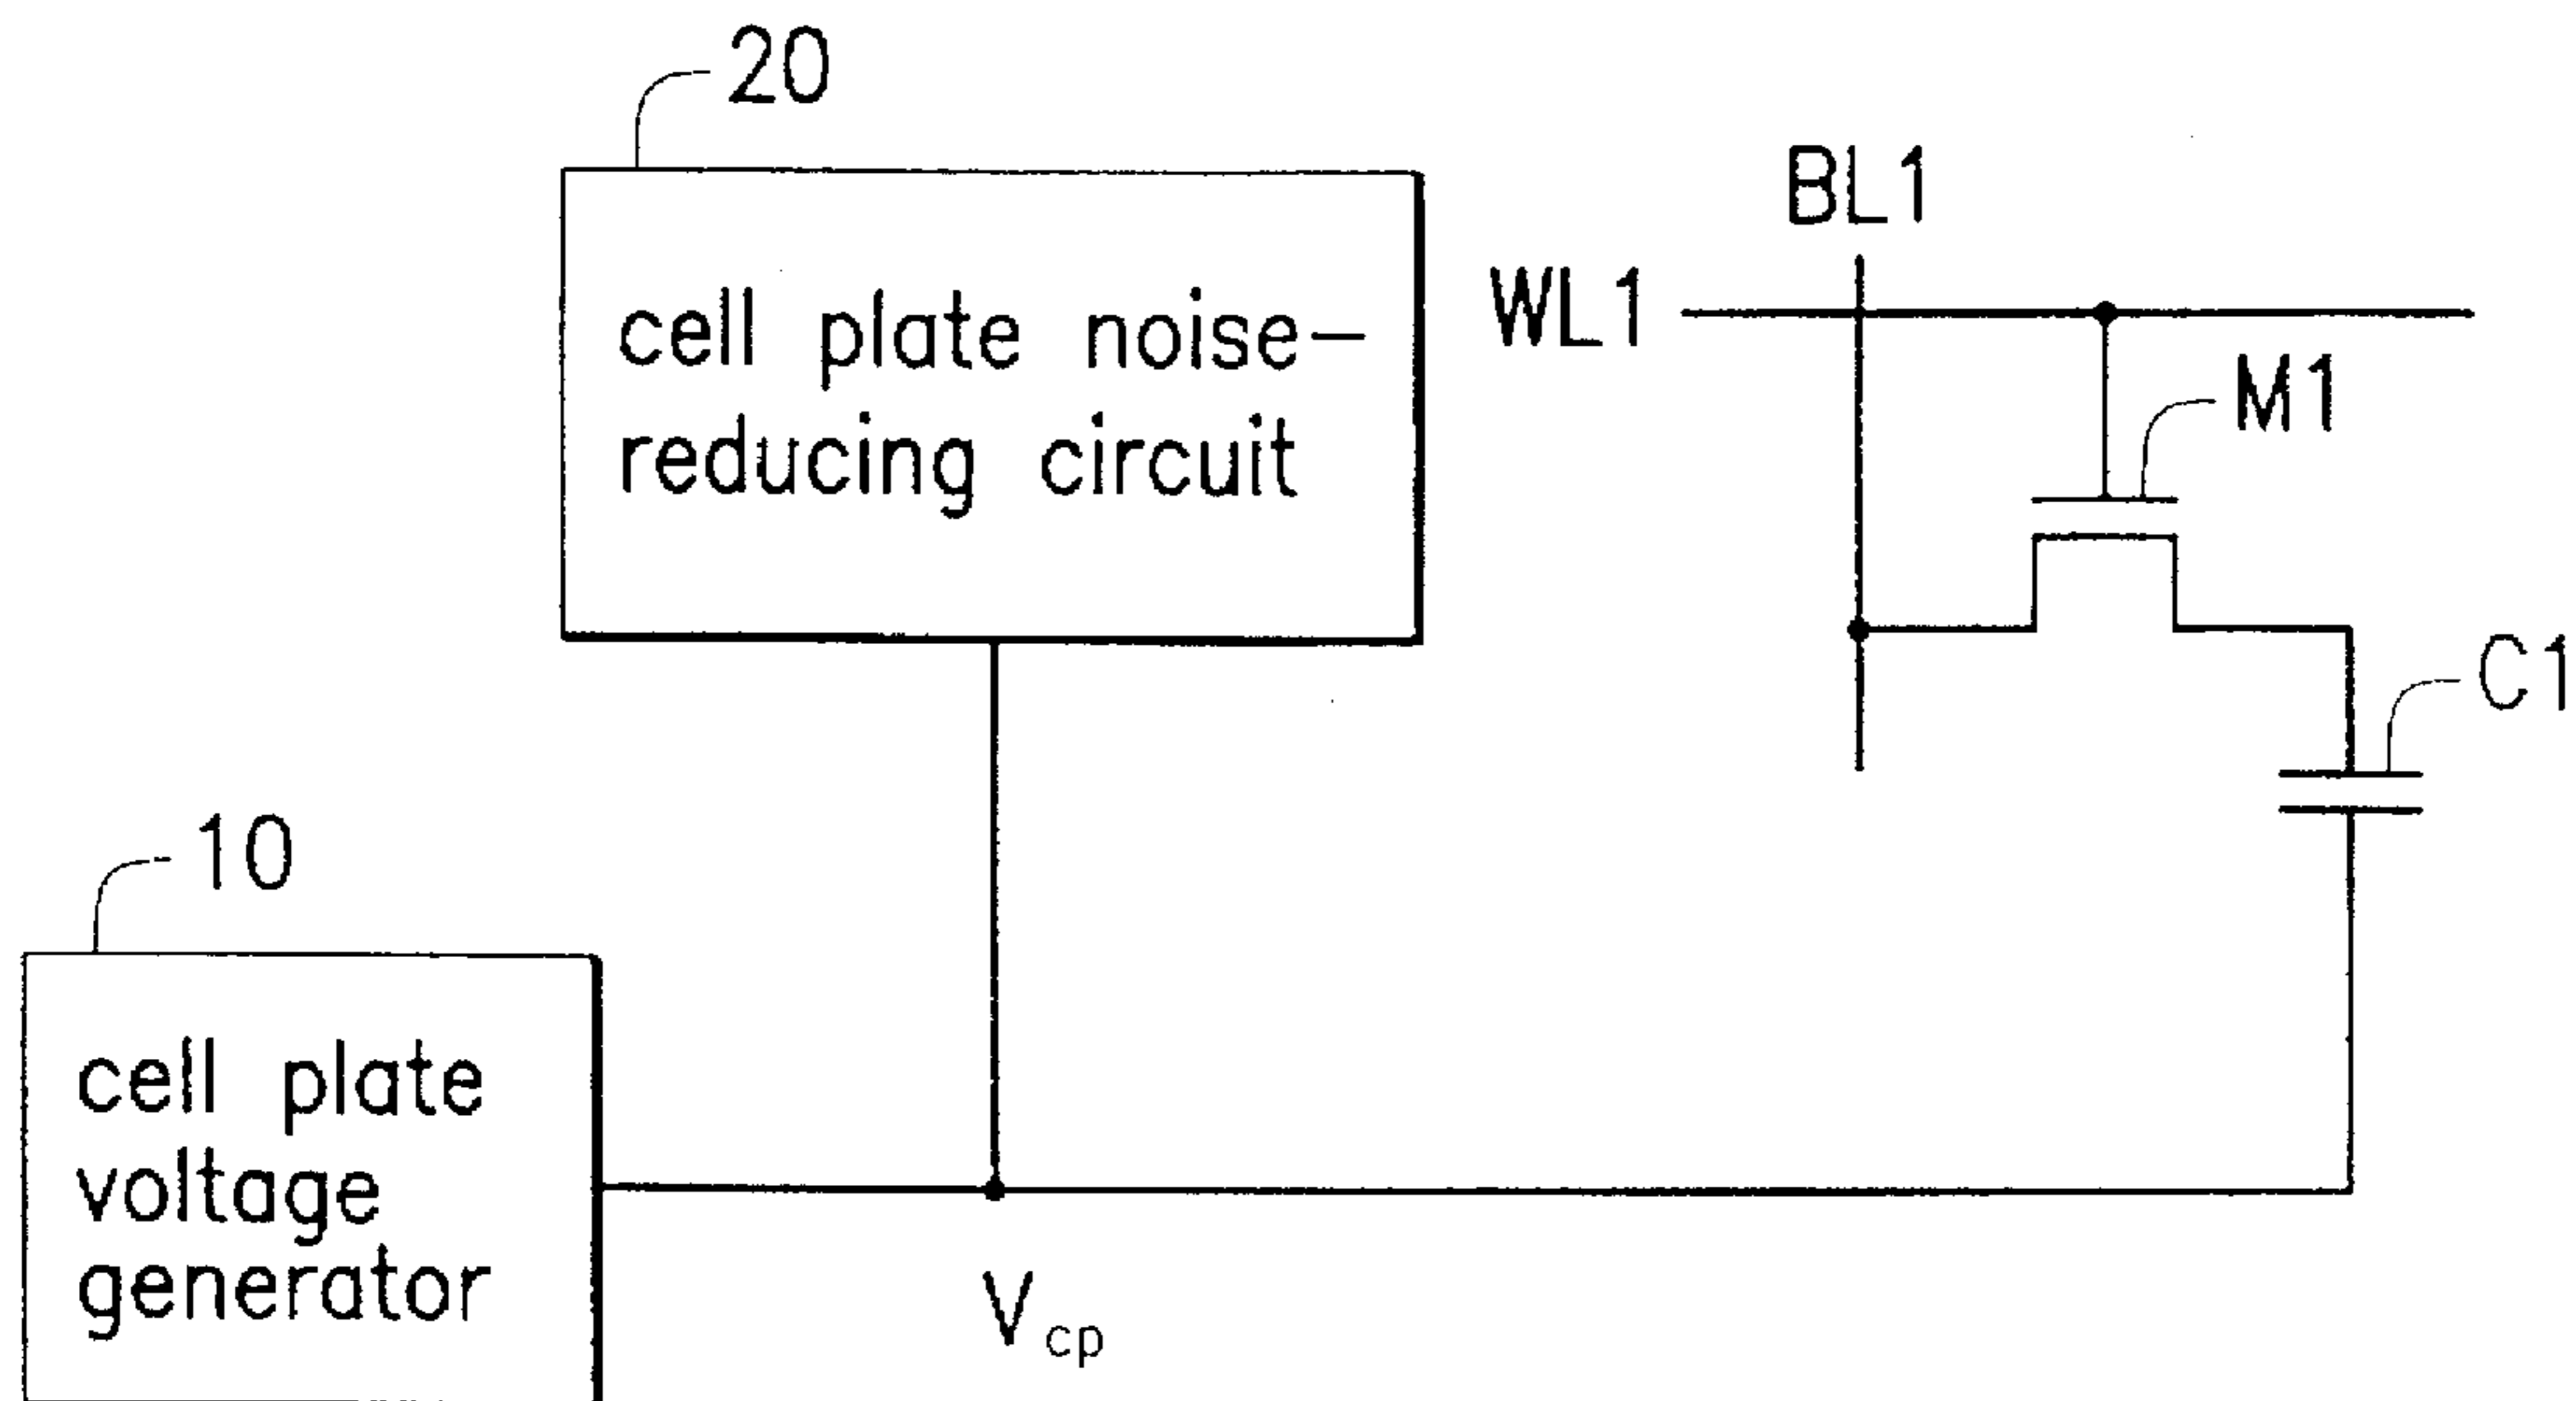 20
BL1
WL1
cell plate noise-
reducing circuit
M1
C1
10
cell plate
voltage
generator
Vcp